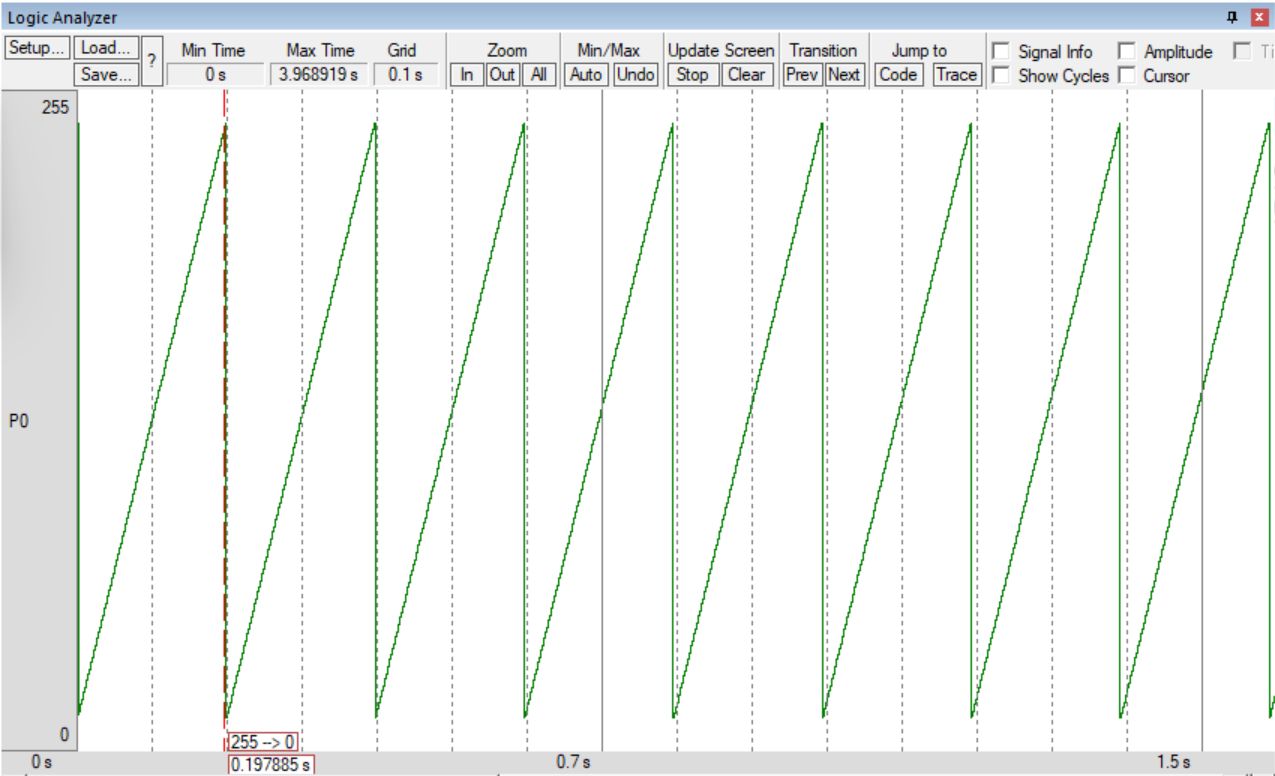 Logic Analyzer
Setup... Load... ? Min Time Max Time Grid Zoom Min/Max Update Screen Transition Jump to Signal Info Amplitude Ti
Save... 0 s 3.968919 s 0.1 s In Out All Auto Undo Stop Clear Prev Next Code Trace Show Cycles Cursor
255
P0
0
255 --> 0
0 s 0.197885 s 0.7 s 1.5 s